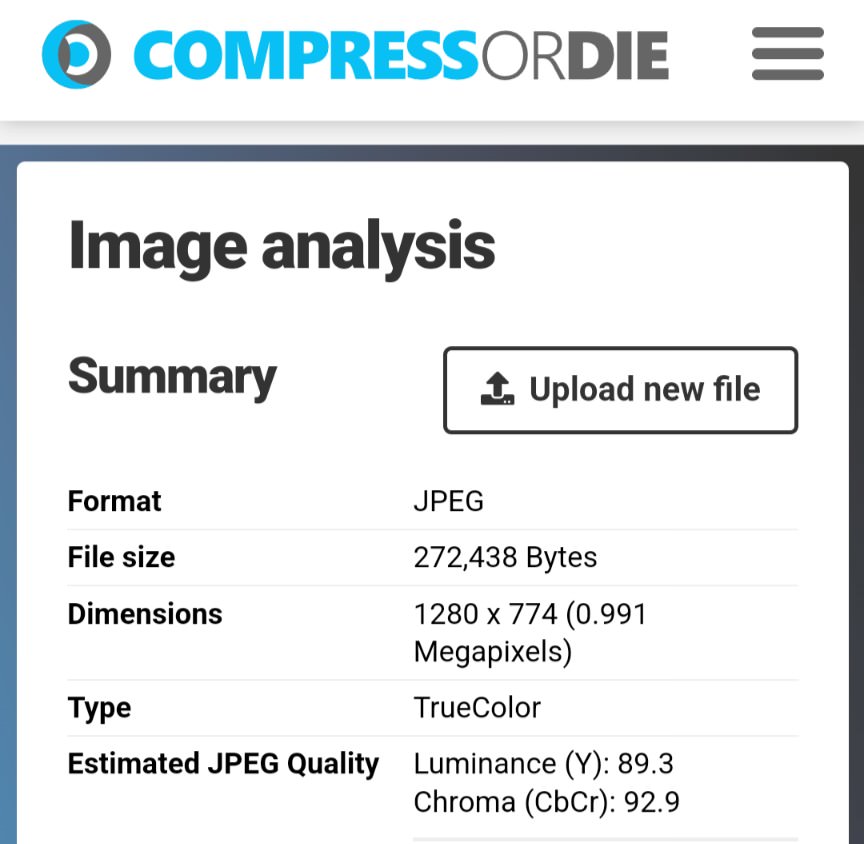 COMPRESSORDIE
Image analysis
Summary
Upload new file
Format JPEG
File size 272,438 Bytes
Dimensions 1280 x 774 (0.991
Megapixels)
Type TrueColor
Estimated JPEG Quality Luminance (Y): 89.3
Chroma (CbCr): 92.9